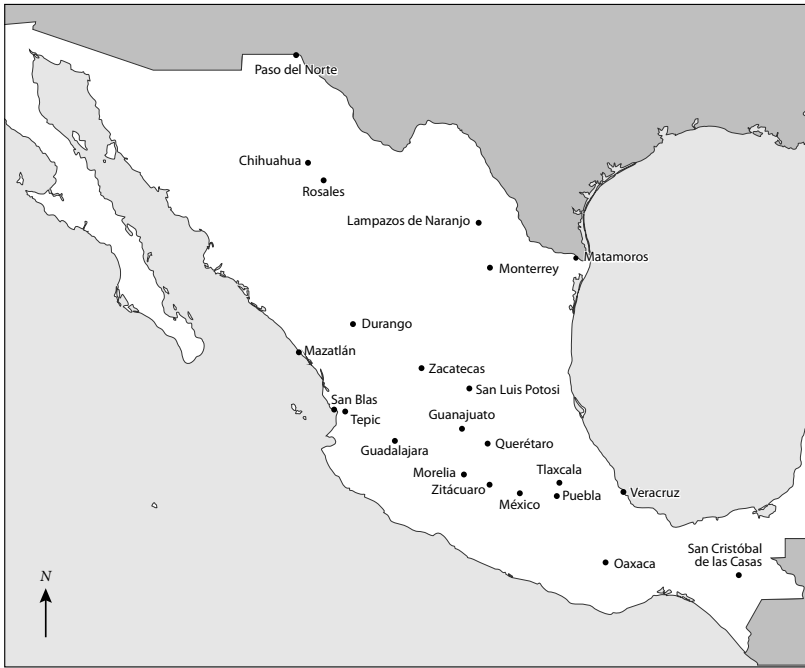 Paso del Norte
Chihuahua
Rosales
Lampazos de Naranjo
Matamoros
Monterrey
Durango
Mazatlán
Zacatecas
San Luis Potosi
San Blas
Tepic
Guanajuato
Guadalajara
Querétaro
Morelia
Tlaxcala
Zitácuaro
México
Puebla
Veracruz
San Cristóbal
de las Casas
Oaxaca
N